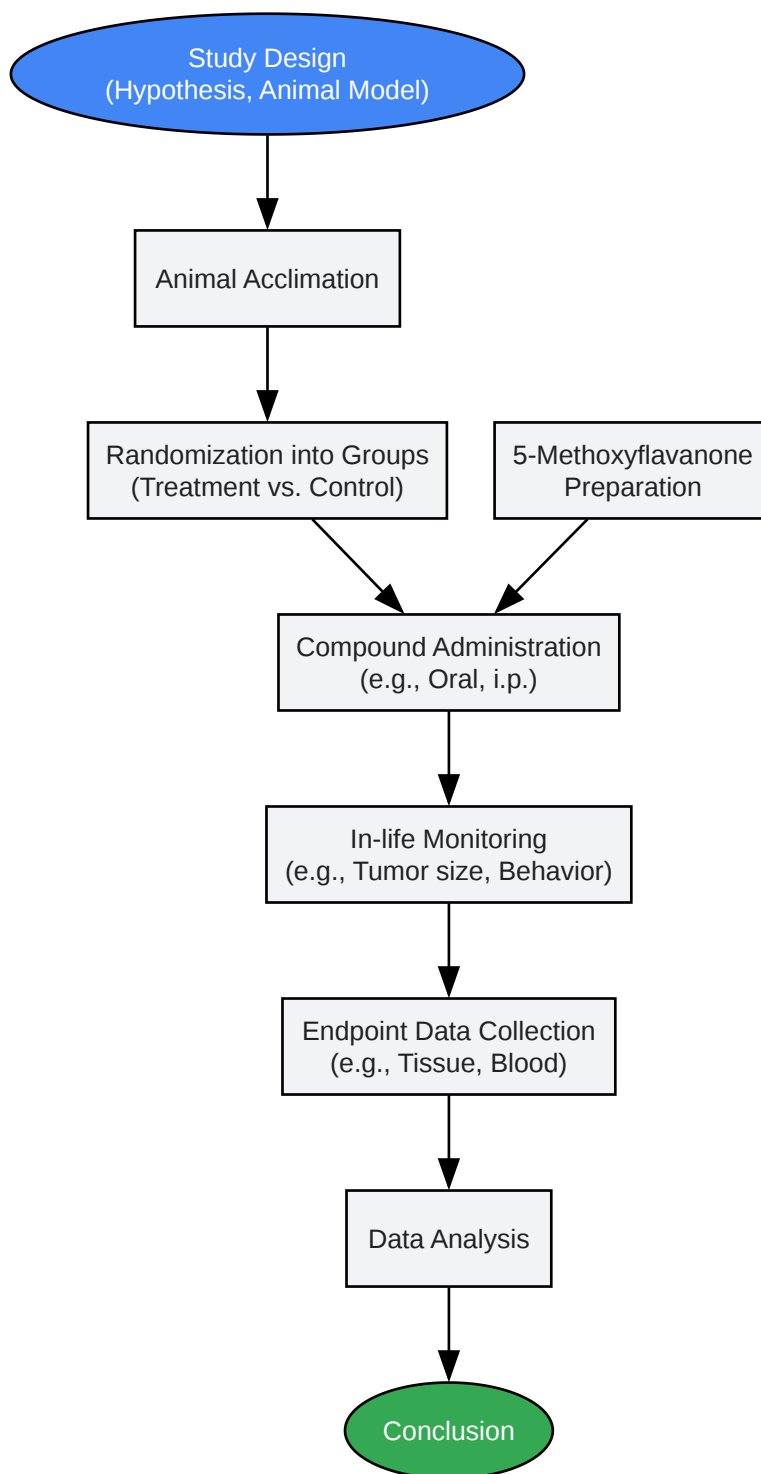 Study Design
(Hypothesis, Animal Model)
Animal Acclimation
Randomization into Groups
(Treatment vs. Control)
5-Methoxyflavanone
Preparation
Compound Administration
(e.g., Oral, i.p.)
In-life Monitoring
(e.g., Tumor size, Behavior)
Endpoint Data Collection
(e.g., Tissue, Blood)
Data Analysis
Conclusion